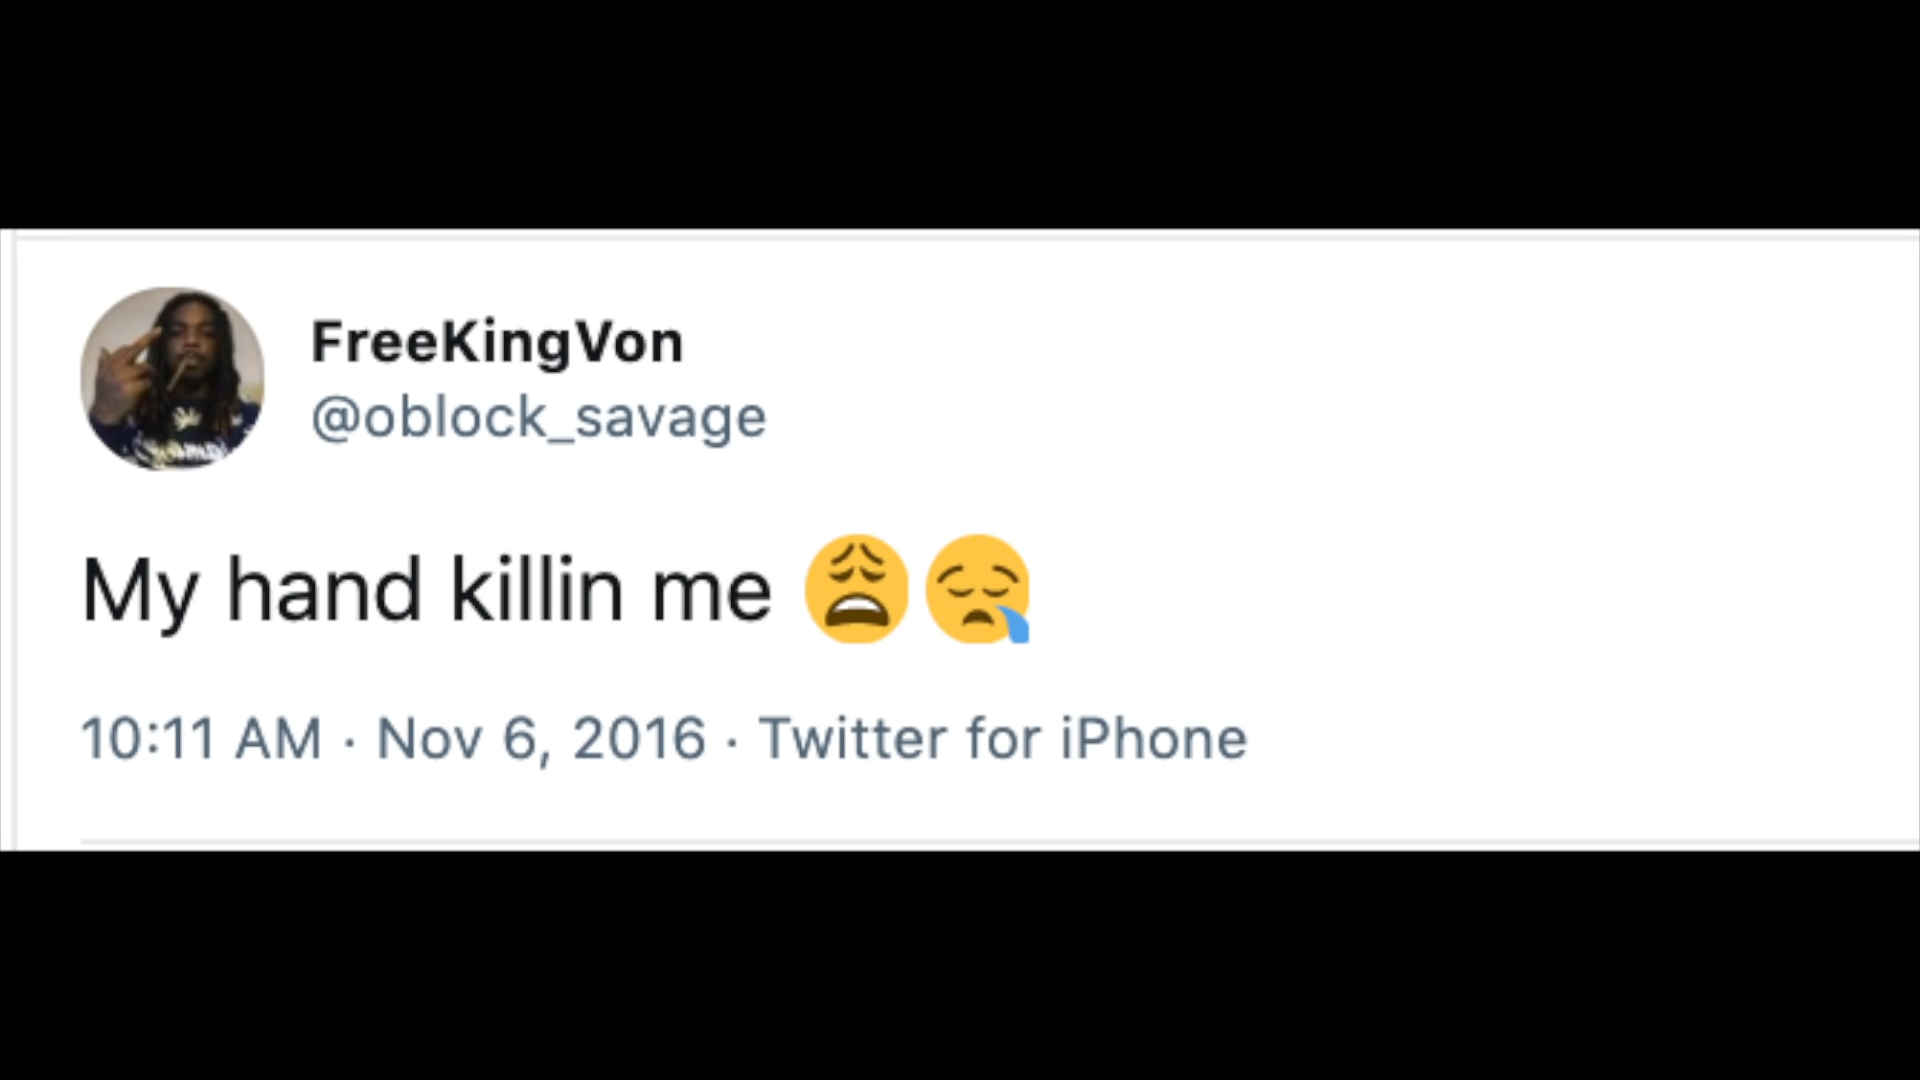 FreeKingVon
@oblock_savage
My hand killin me 😩😪
10:11 AM · Nov 6, 2016 · Twitter for iPhone